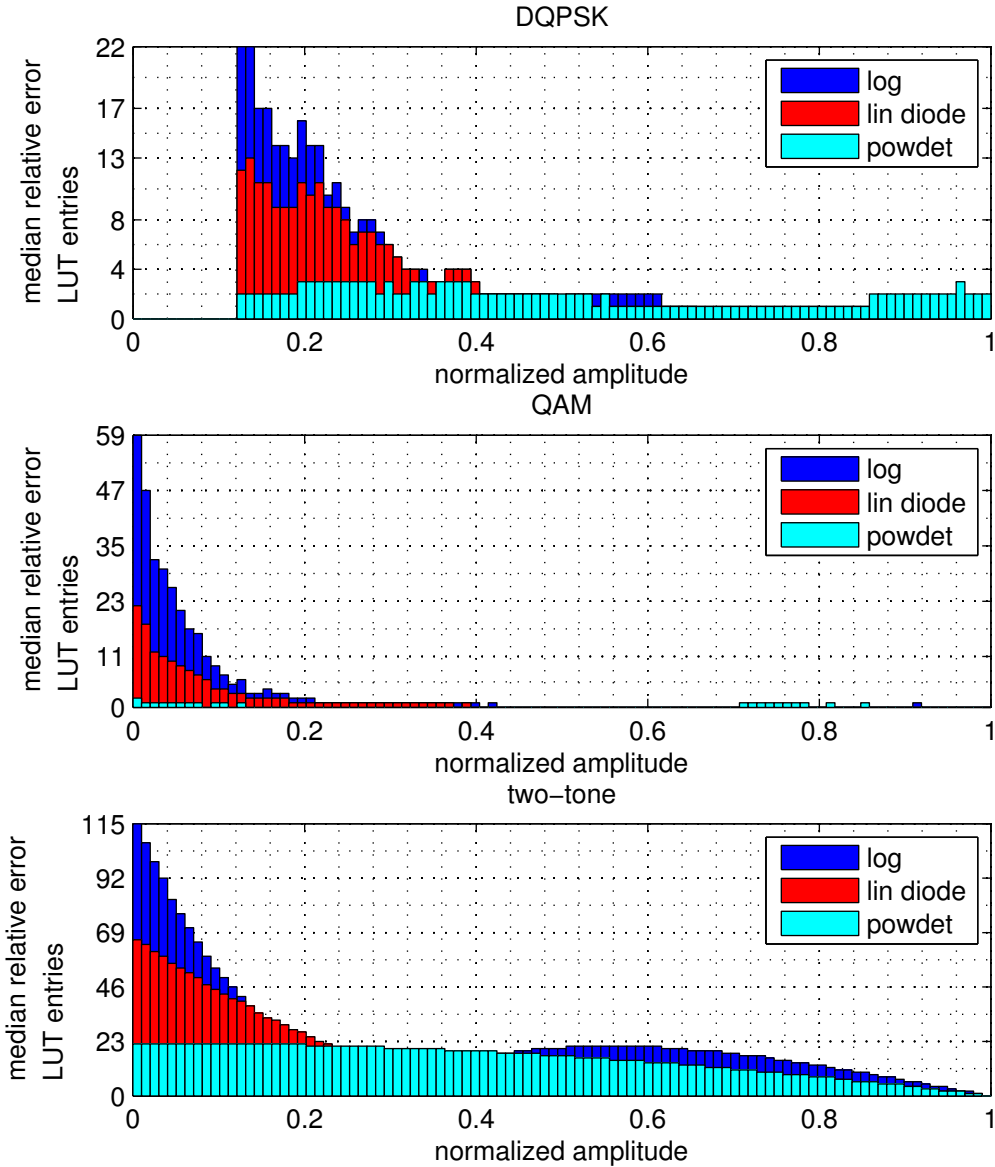 DQPSK
22
17
13
8
4
0
median relative error
LUT entries
log
lin diode
powdet
0
0.2
0.4
0.6
0.8
1
normalized amplitude
QAM
59
47
35
23
11
0
median relative error
LUT entries
log
lin diode
powdet
0
0.2
0.4
0.6
0.8
1
normalized amplitude
two−tone
115
92
69
46
23
0
median relative error
LUT entries
log
lin diode
powdet
0
0.2
0.4
0.6
0.8
1
normalized amplitude